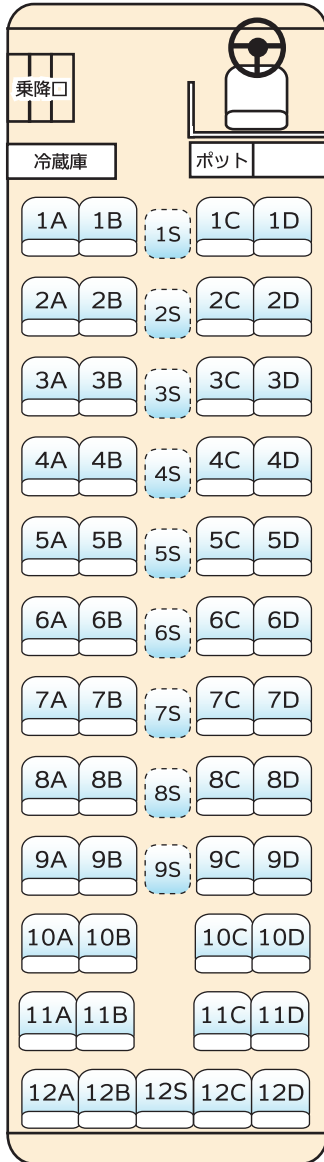 乗降口
冷蔵庫 ポット
1A 1B 1S 1C 1D
2A 2B 2S 2C 2D
3A 3B 3S 3C 3D
4A 4B 4S 4C 4D
5A 5B 5S 5C 5D
6A 6B 6S 6C 6D
7A 7B 7S 7C 7D
8A 8B 8S 8C 8D
9A 9B 9S 9C 9D
10A 10B 10C 10D
11A 11B 11C 11D
12A 12B 12S 12C 12D